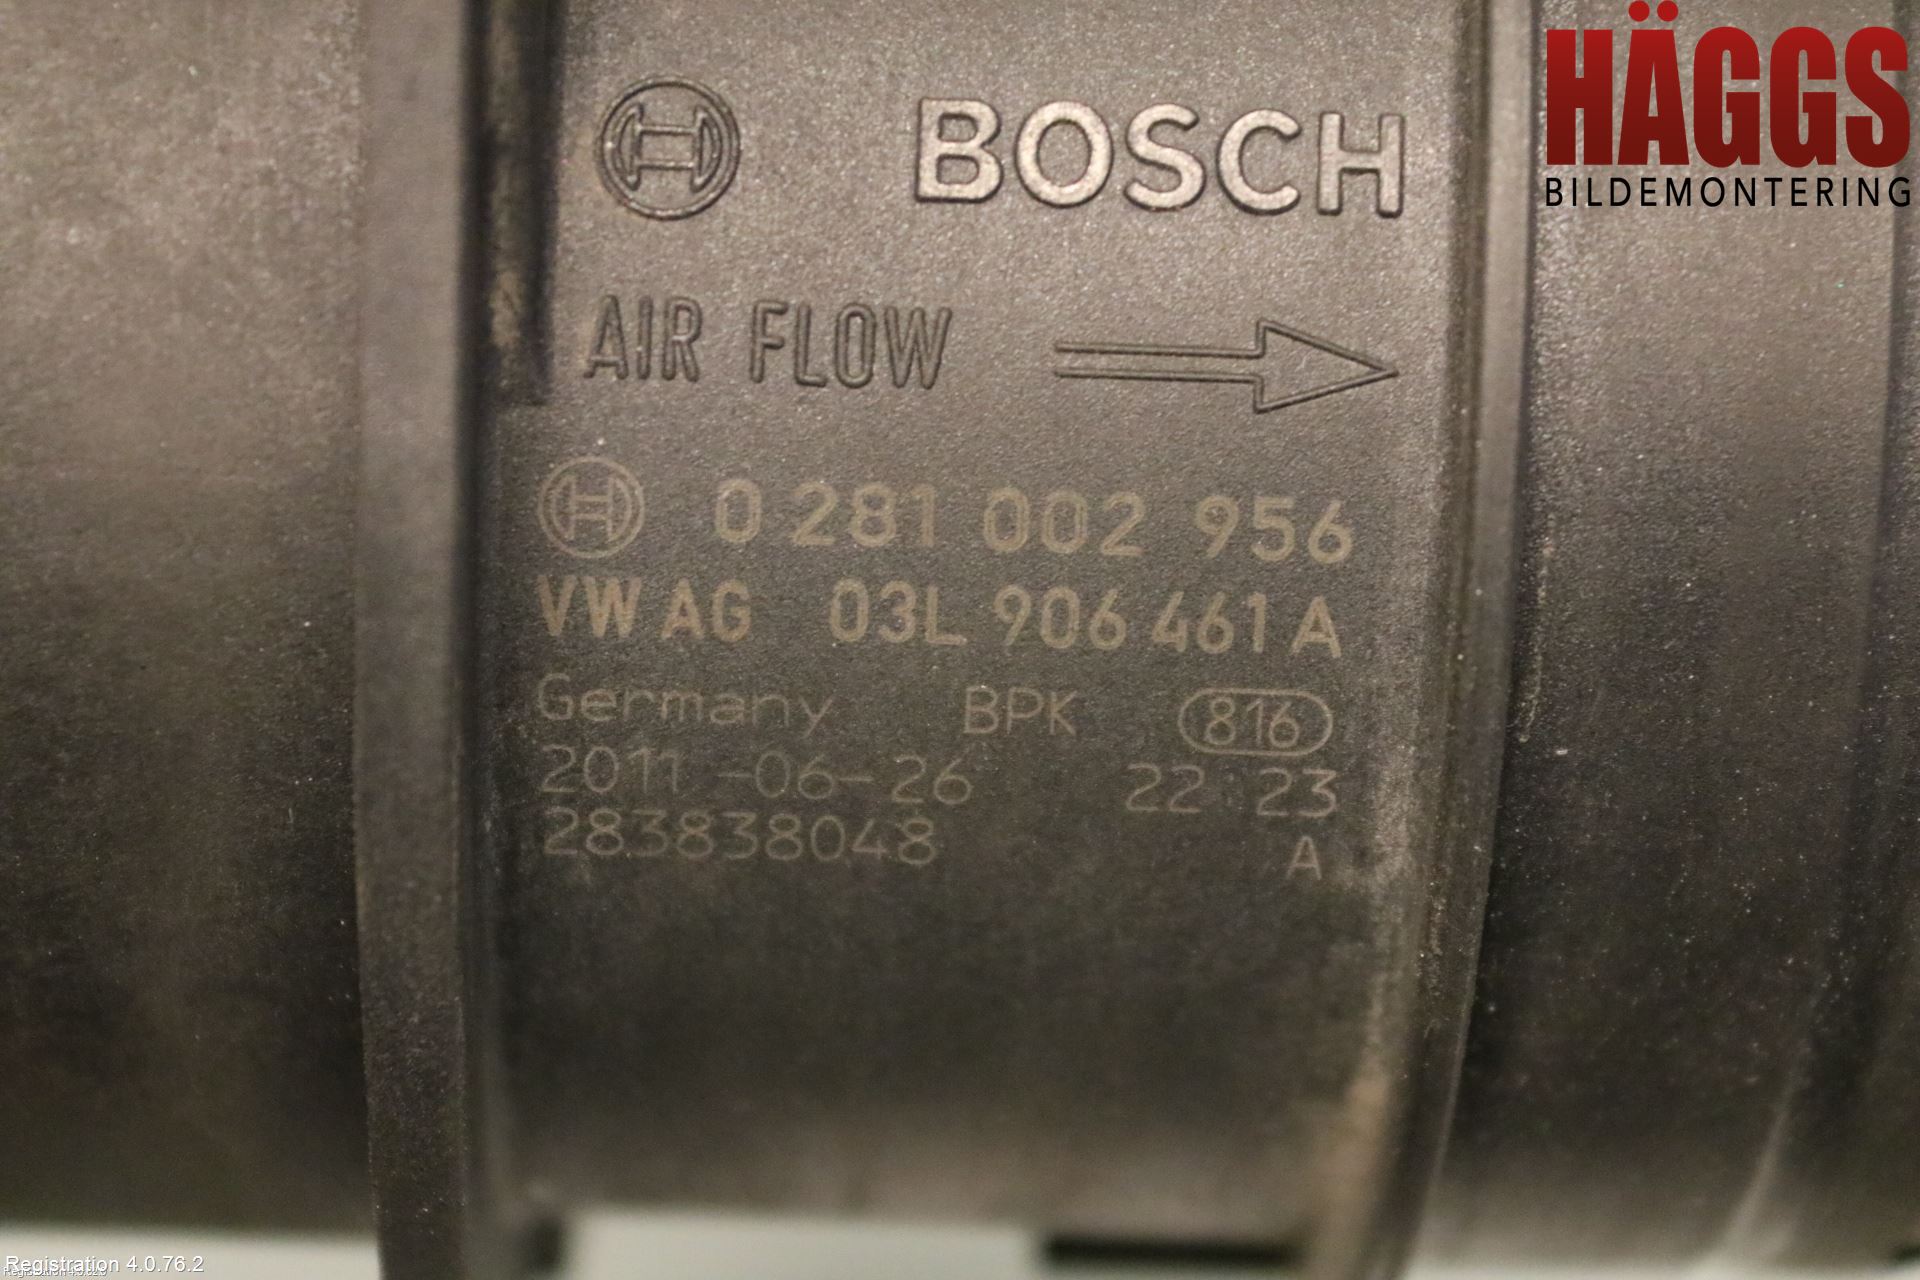 HÄGGS
BILDEMONTERING
BOSCH
AIR FLOW
0 281 002 956
VW AG 03L 906 461 A
Germany BPK 816
2011-06-26 22:23
283838048 A
Registration 4.0.76.2